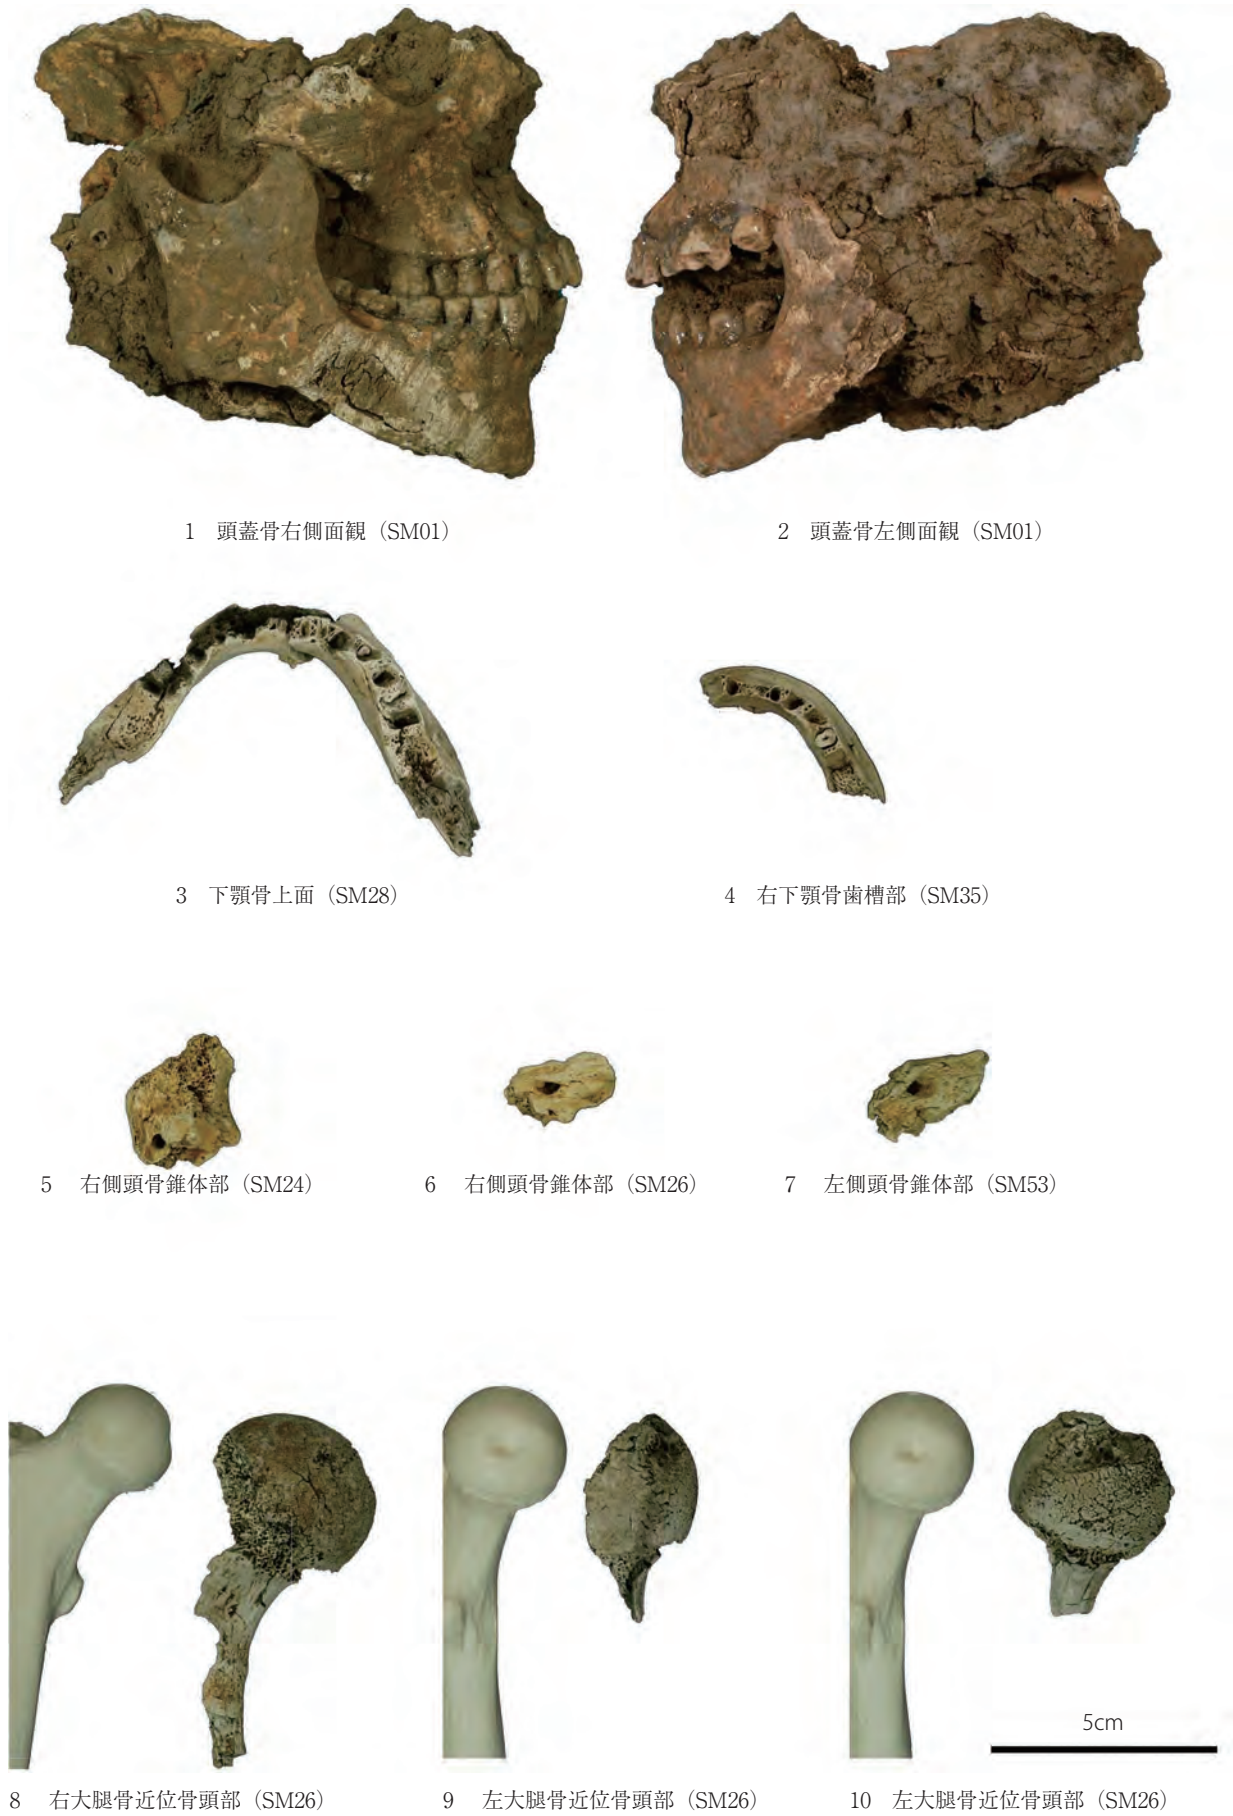 1 頭蓋骨右側面観（SM01）
2 頭蓋骨左側面観（SM01）
3 下顎骨上面（SM28）
4 右下顎骨歯槽部（SM35）
5 右側頭骨錐体部（SM24）
6 右側頭骨錐体部（SM26）
7 左側頭骨錐体部（SM53）
5cm
8 右大腿骨近位骨頭部（SM26）
9 左大腿骨近位骨頭部（SM26）
10 左大腿骨近位骨頭部（SM26）